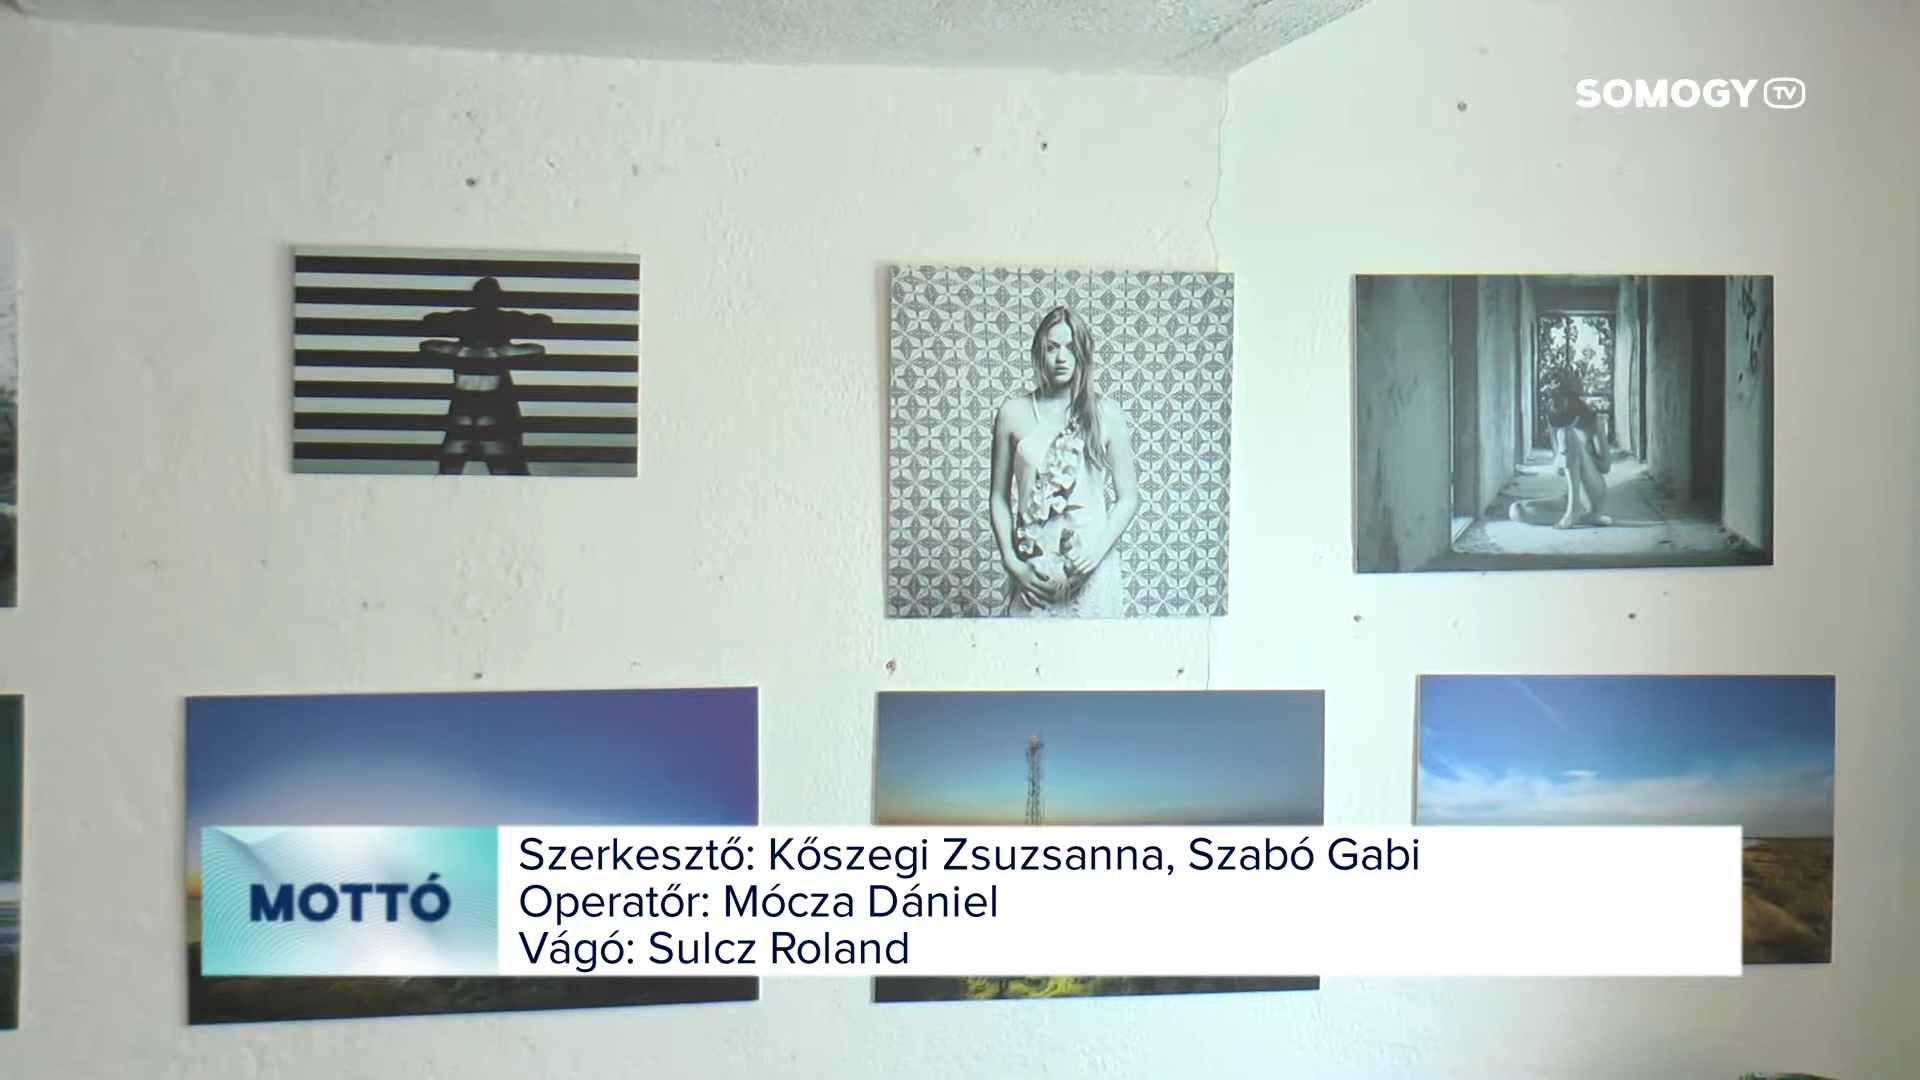 SOMOGY TV
MOTTÓ
Szerkesztő: Kőszegi Zsuzsanna, Szabó Gabi
Operatőr: Mócza Dániel
Vágó: Sulcz Roland